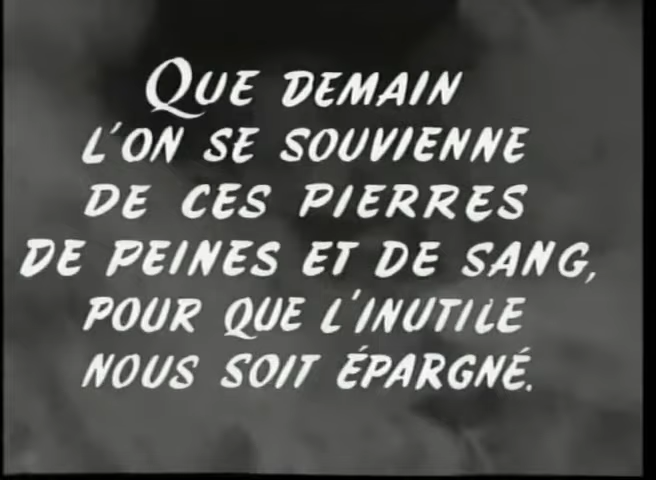 QUE DEMAIN
L'ON SE SOUVIENNE
DE CES PIERRES
DE PEINES ET DE SANG,
POUR QUE L'INUTILE
NOUS SOIT ÉPARGNÉ.